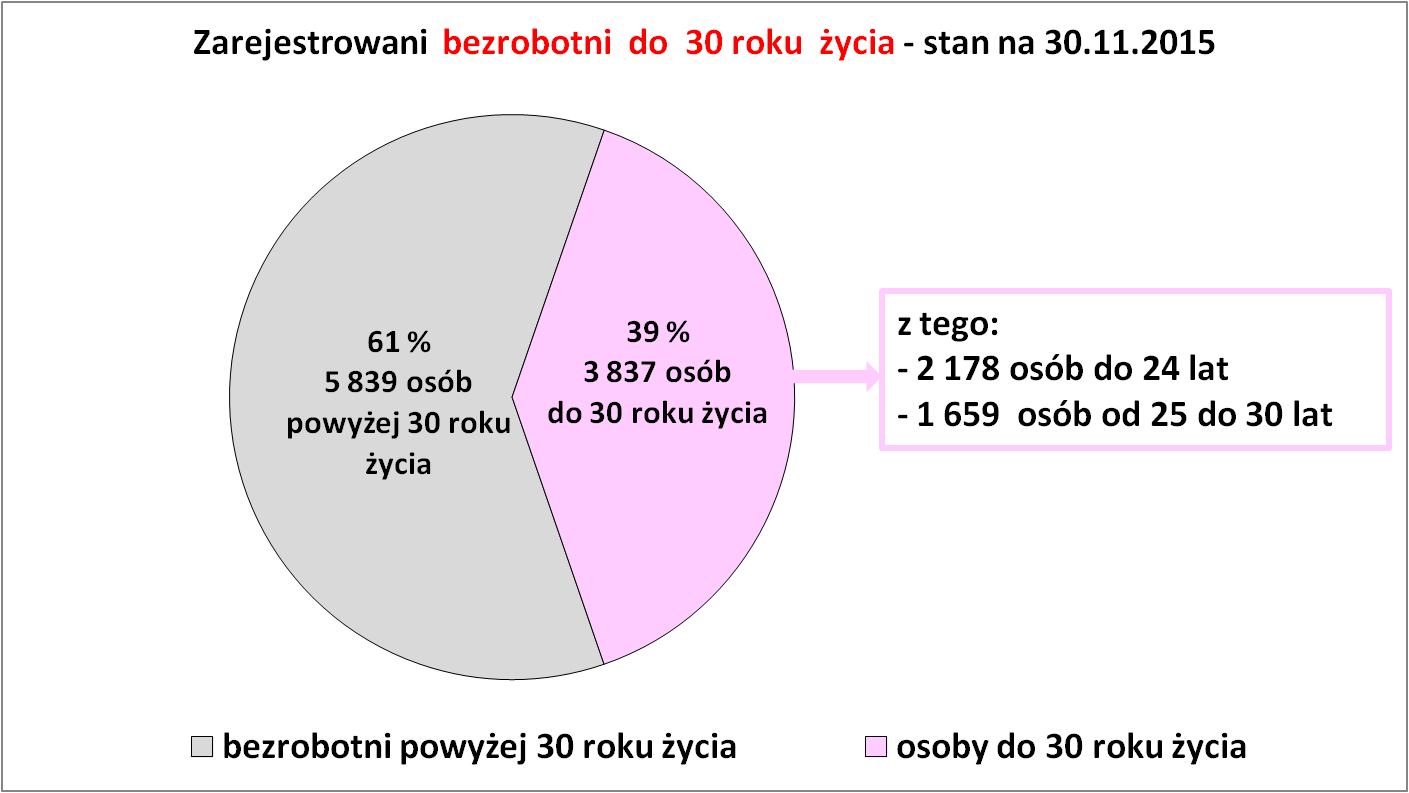 Zarejestrowani bezrobotni do 30 roku życia - stan na 30.11.2015
61 %
5 839 osób
powyżej 30 roku
życia
39 %
3 837 osób
do 30 roku życia
z tego:
- 2 178 osób do 24 lat
- 1 659 osób od 25 do 30 lat
bezrobotni powyżej 30 roku życia
osoby do 30 roku życia